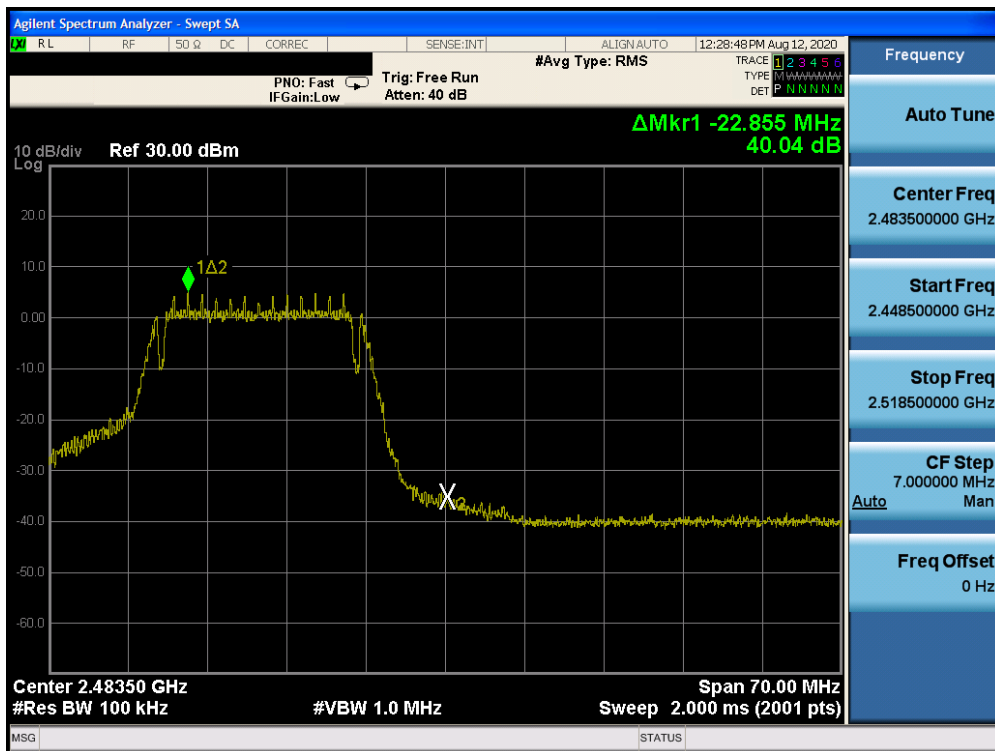 Agilent Spectrum Analyzer - Swept SA
LXI RL RF 50 Ω DC CORREC SENSE:INT ALIGN AUTO 12:28:48 PM Aug 12, 2020
PNO: Fast
IFGain:Low
Trig: Free Run
Atten: 40 dB
#Avg Type: RMS
TRACE 1 2 3 4 5 6
TYPE M
DET P N N N N N
ΔMkr1 -22.855 MHz
40.04 dB
10 dB/div Ref 30.00 dBm
Log
20.0
10.0
0.00
-10.0
-20.0
-30.0
-40.0
-50.0
-60.0
1Δ2
2
Center 2.48350 GHz Span 70.00 MHz
#Res BW 100 kHz #VBW 1.0 MHz Sweep 2.000 ms (2001 pts)
MSG STATUS
Frequency
Auto Tune
Center Freq
2.483500000 GHz
Start Freq
2.448500000 GHz
Stop Freq
2.518500000 GHz
CF Step
7.000000 MHz
Auto Man
Freq Offset
0 Hz